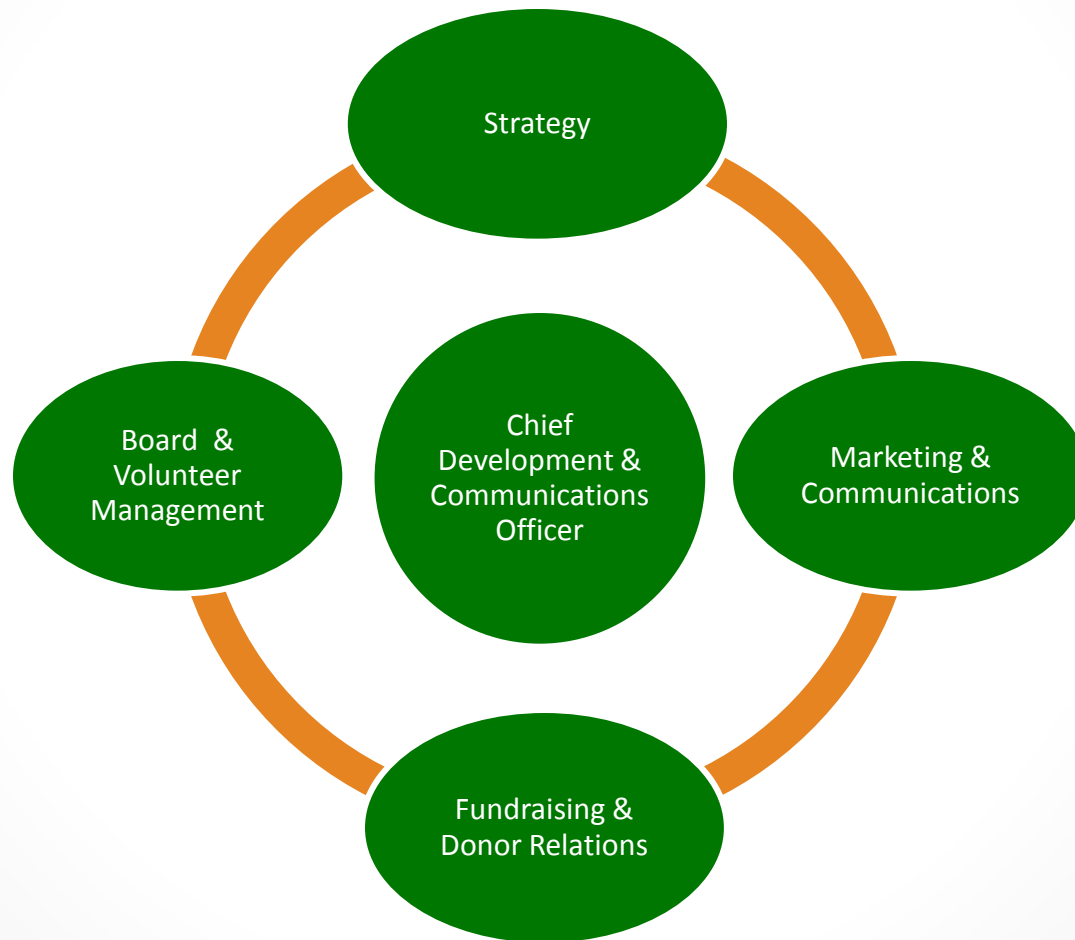 Strategy
Board  &
Volunteer
Management
Chief
Development &
Communications
Officer
Marketing &
Communications
Fundraising &
Donor Relations